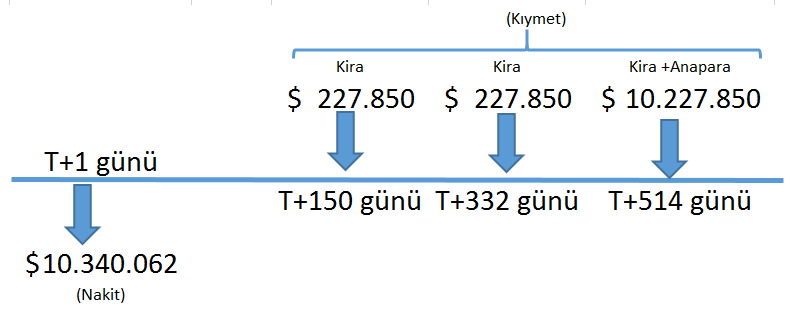 (Kıymet)
Kira
Kira
Kira +Anapara
$ 227.850
$ 227.850
$ 10.227.850
T+1 günü
T+150 günü
T+332 günü
T+514 günü
$10.340.062
(Nakit)